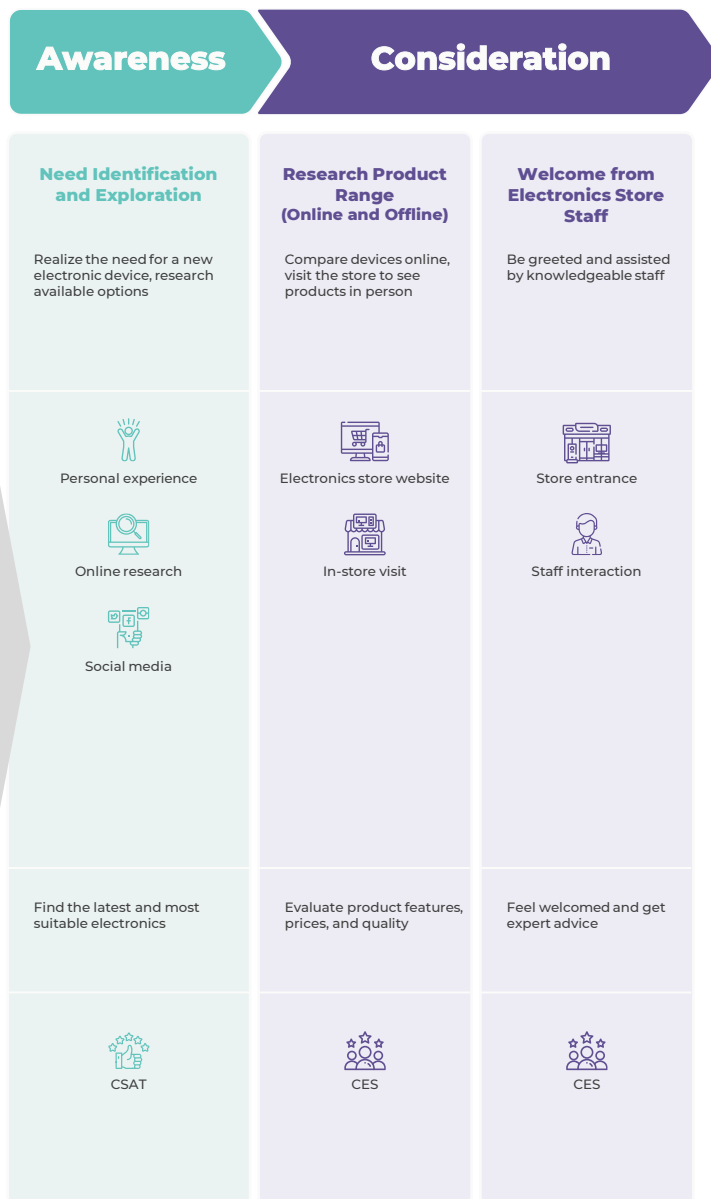 Awareness
Consideration
Need Identification
and Exploration
Research Product
Range
(Online and Offline)
Welcome from
Electronics Store
Staff
Realize the need for a new
electronic device, research
available options
Compare devices online,
visit the store to see
products in person
Be greeted and assisted
by knowledgeable staff
Personal experience
Electronics store website
Store entrance
Online research
In-store visit
Staff interaction
Social media
Find the latest and most
suitable electronics
Evaluate product features,
prices, and quality
Feel welcomed and get
expert advice
CSAT
CES
CES